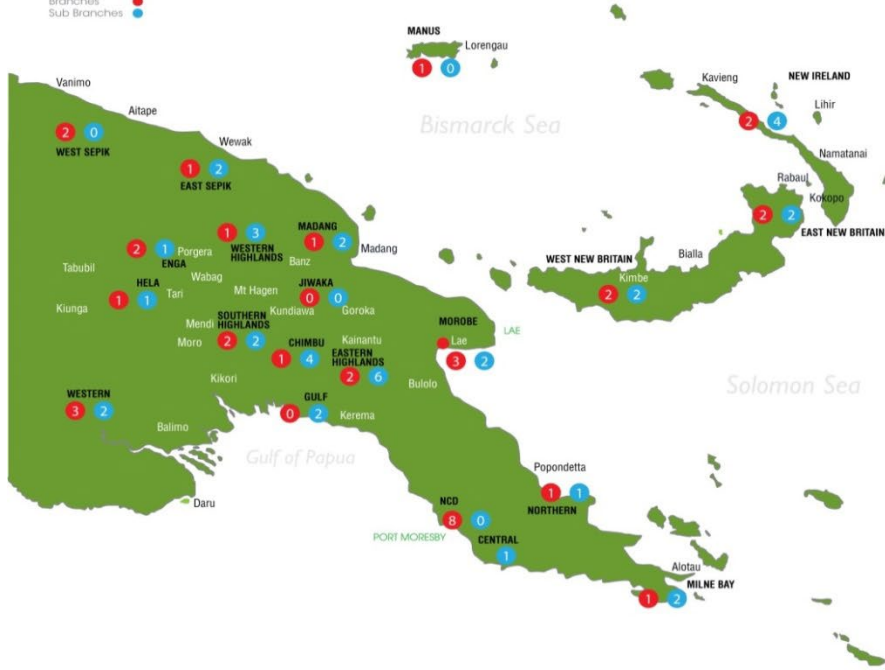 Branches
Sub Branches
MANUS
Lorengau
1 0
Vanimo
Aitape
2 0
WEST SEPIK
Wewak
1 2
EAST SEPIK
Bismarck Sea
Kavieng
NEW IRELAND
2 4
Lihir
Namatanai
Rabaul
Kokopo
2 2
EAST NEW BRITAIN
1 3
WESTERN
HIGHLANDS
MADANG
1 2
Madang
2 1
Porgera
ENGA
Banz
Tabubil
Wabag
HELA
1 1
Tari
Mt Hagen
JIWAKA
0 0
Kiunga
Kundiawa
Goroka
WEST NEW BRITAIN
Bialla
Kimbe
2 2
Mendi
SOUTHERN
HIGHLANDS
Moro
2 2
CHIMBU
1 4
Kainantu
EASTERN
HIGHLANDS
2 6
MOROBE
LAE
Lae
3 2
Bulolo
Solomon Sea
Kikori
WESTERN
3 2
GULF
0 2
Kerema
Balimo
Gulf of Papua
Daru
Popondetta
1 1
NORTHERN
NCD
8 0
PORT MORESBY
CENTRAL
1
Alotau
MILNE BAY
1 2